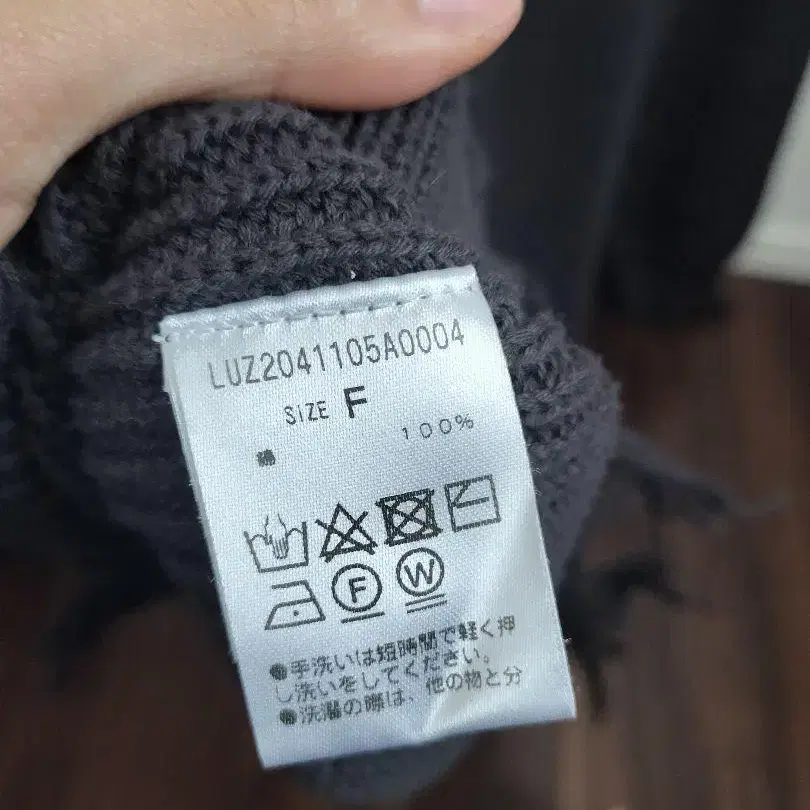 LUZ2041105A0004
SIZE F
100%
F W
●手洗いは短時間で軽く押
し洗いをしてください。
●洗濯の際は、他の物と分